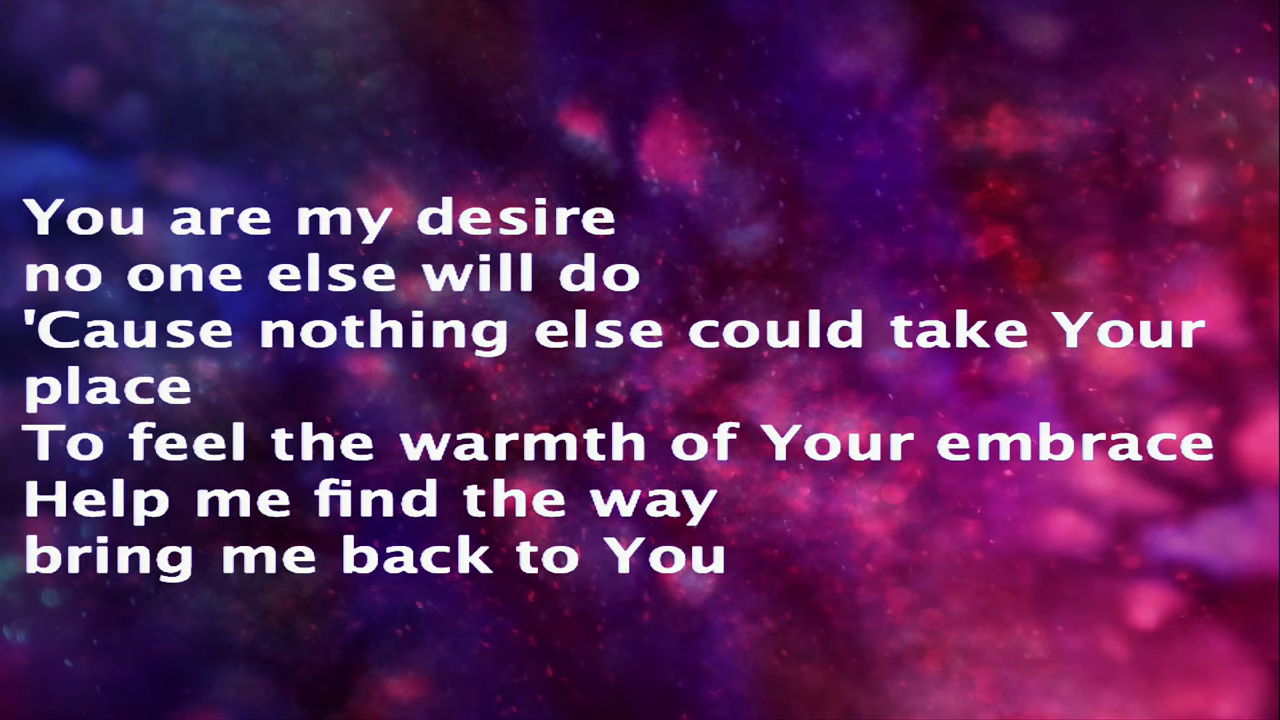 You are my desire
no one else will do
'Cause nothing else could take Your
place
To feel the warmth of Your embrace
Help me find the way
bring me back to You